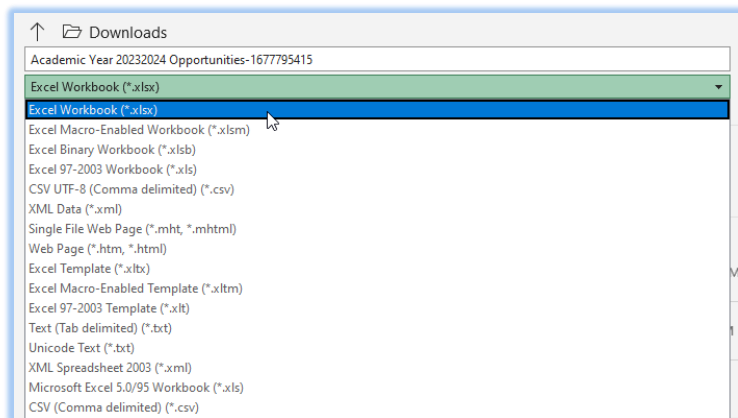 Downloads
Academic Year 20232024 Opportunities-1677795415
Excel Workbook (*.xlsx)
Excel Workbook (*.xlsx)
Excel Macro-Enabled Workbook (*.xlsm)
Excel Binary Workbook (*.xlsb)
Excel 97-2003 Workbook (*.xls)
CSV UTF-8 (Comma delimited) (*.csv)
XML Data (*.xml)
Single File Web Page (*.mht, *.mhtml)
Web Page (*.htm, *.html)
Excel Template (*.xltx)
Excel Macro-Enabled Template (*.xltm)
Excel 97-2003 Template (*.xlt)
Text (Tab delimited) (*.txt)
Unicode Text (*.txt)
XML Spreadsheet 2003 (*.xml)
Microsoft Excel 5.0/95 Workbook (*.xls)
CSV (Comma delimited) (*.csv)